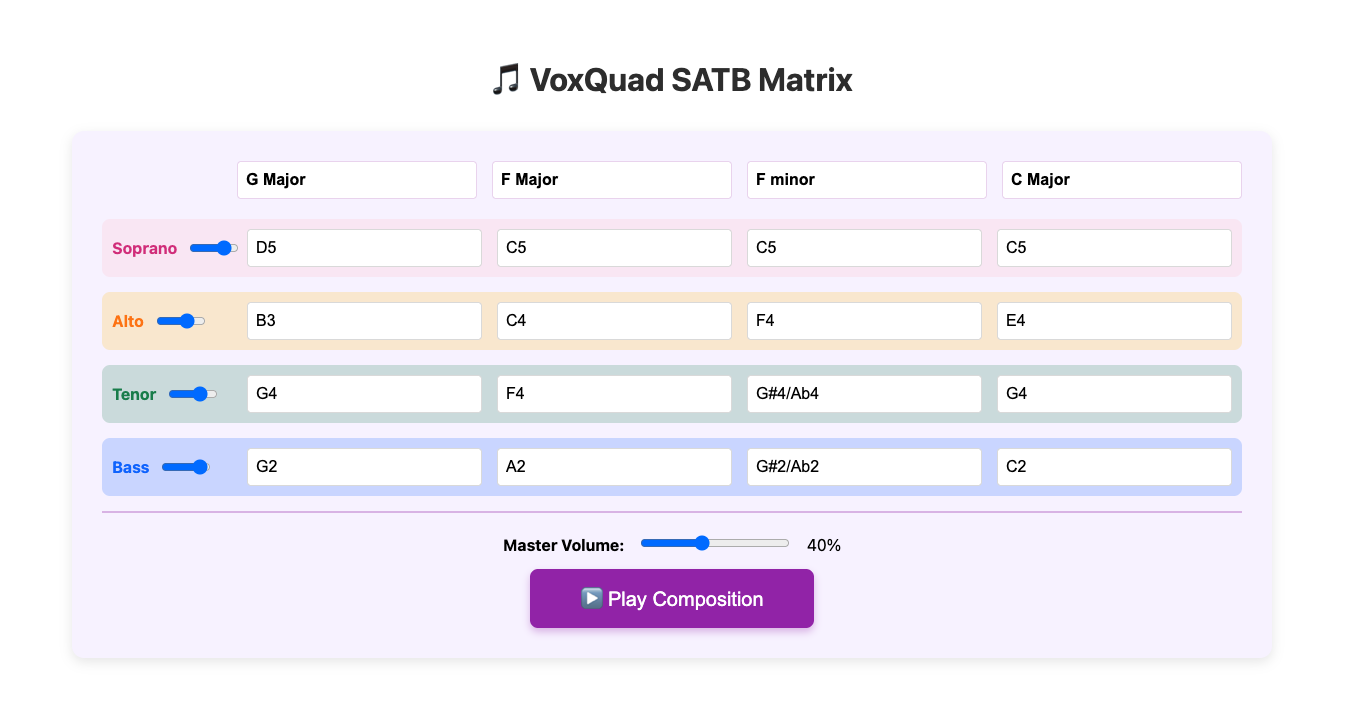 🎵 VoxQuad SATB Matrix
G Major F Major F minor C Major
Soprano D5 C5 C5 C5
Alto B3 C4 F4 E4
Tenor G4 F4 G#4/Ab4 G4
Bass G2 A2 G#2/Ab2 C2
Master Volume: 40%
▶️ Play Composition